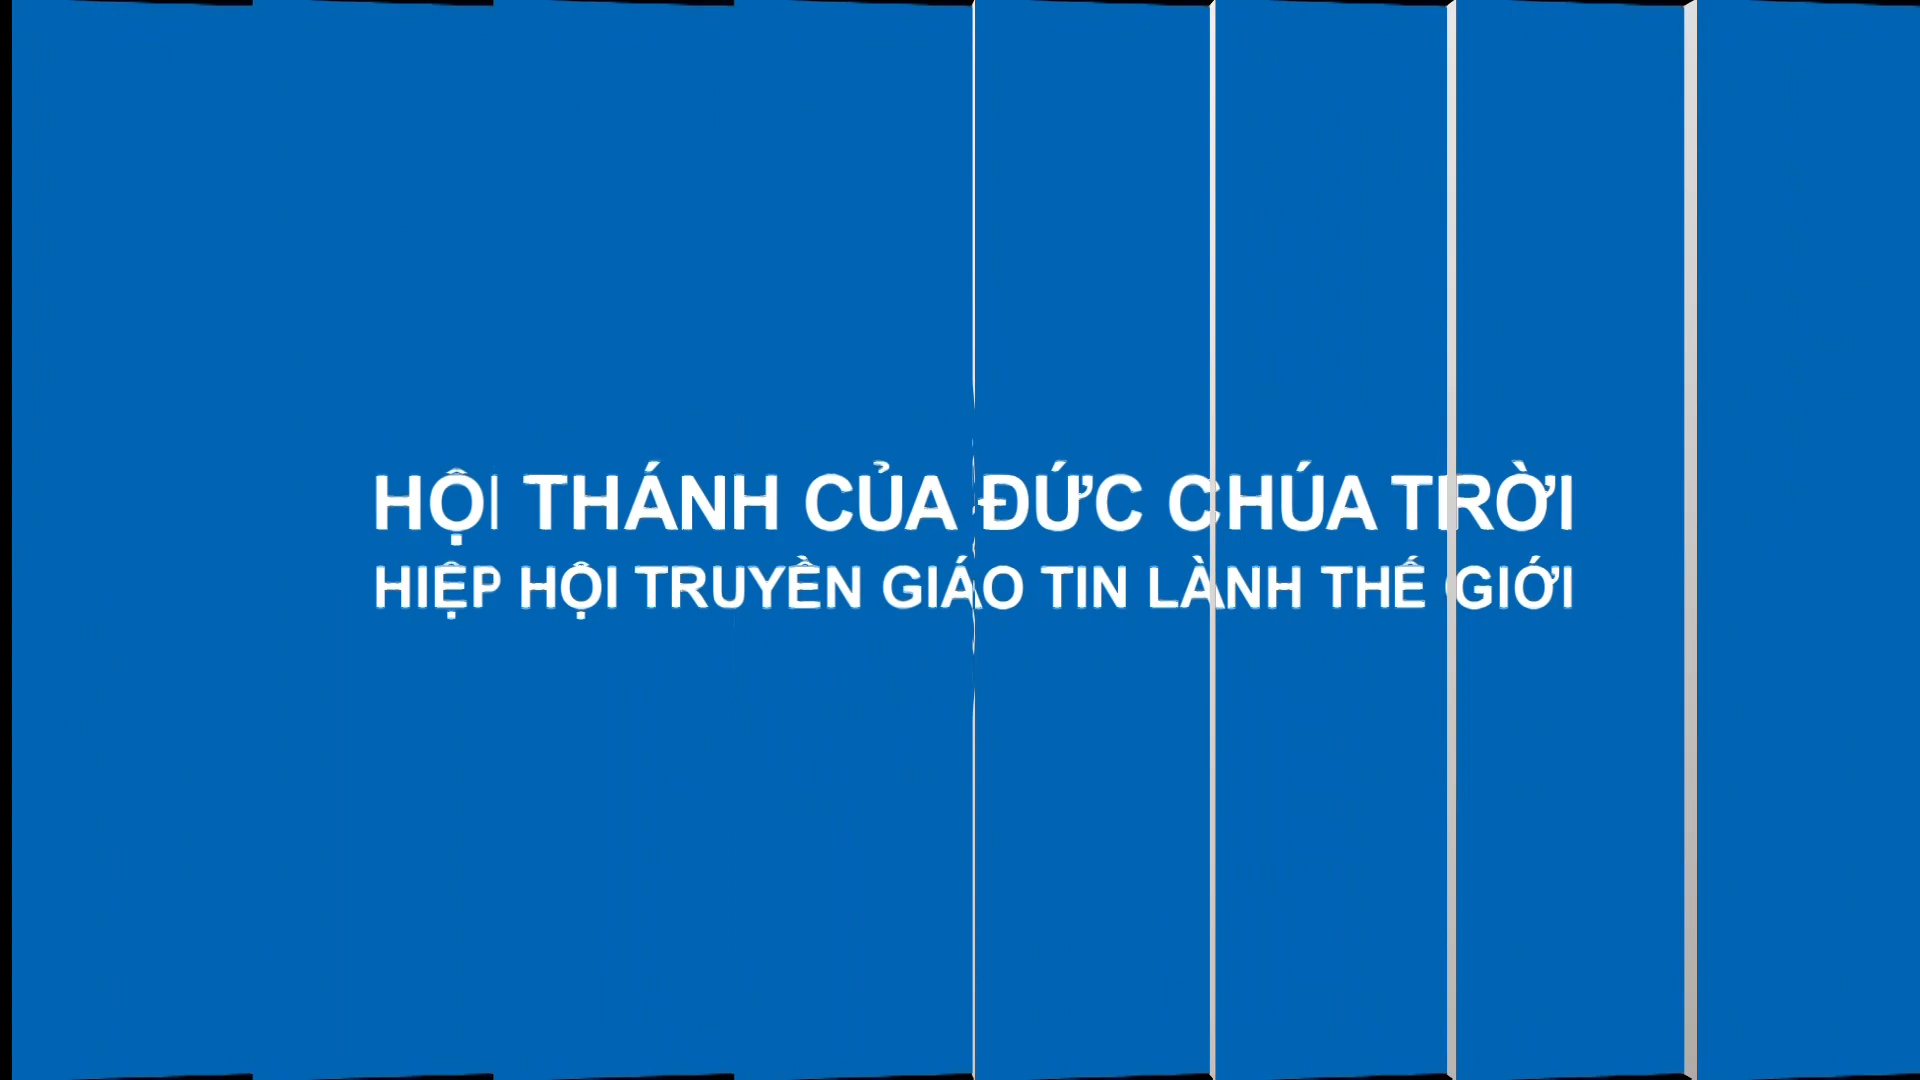 HỘI THÁNH CỦA ĐỨC CHÚA TRỜI
HIỆP HỘI TRUYỀN GIÁO TIN LÀNH THẾ GIỚI